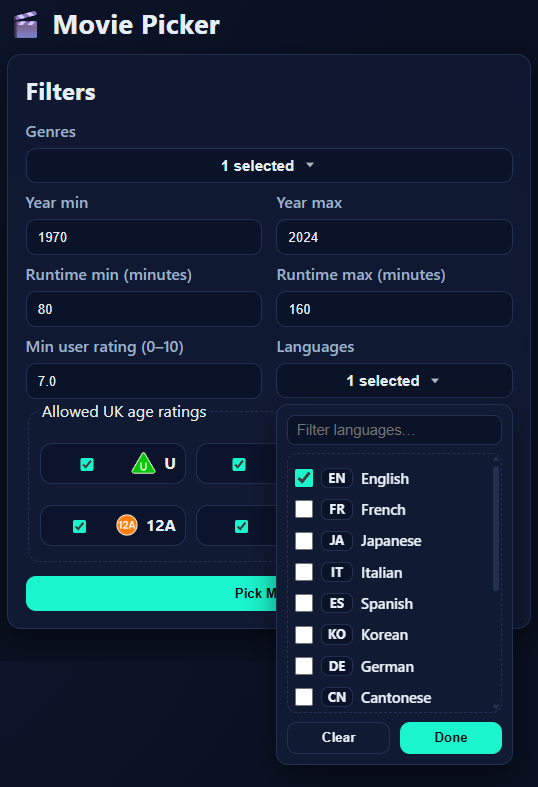 Movie Picker
Filters
Genres
1 selected
Year min
Year max
1970
2024
Runtime min (minutes)
Runtime max (minutes)
80
160
Min user rating (0–10)
Languages
7.0
1 selected
Allowed UK age ratings
U U
12A 12A
Filter languages...
EN English
FR French
JA Japanese
IT Italian
ES Spanish
KO Korean
DE German
CN Cantonese
Pick M
Clear
Done